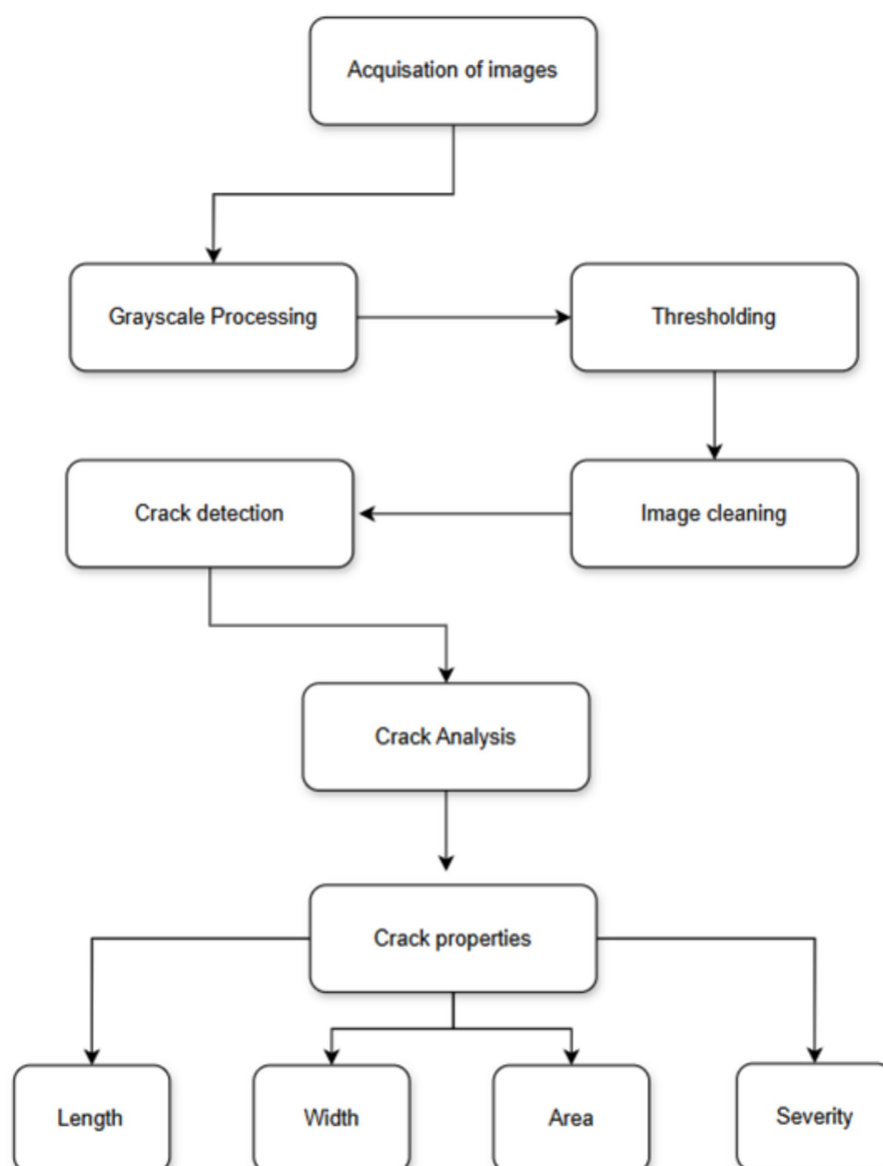 Acquisation of images
Grayscale Processing
Thresholding
Crack detection
Image cleaning
Crack Analysis
Crack properties
Length
Width
Area
Severity